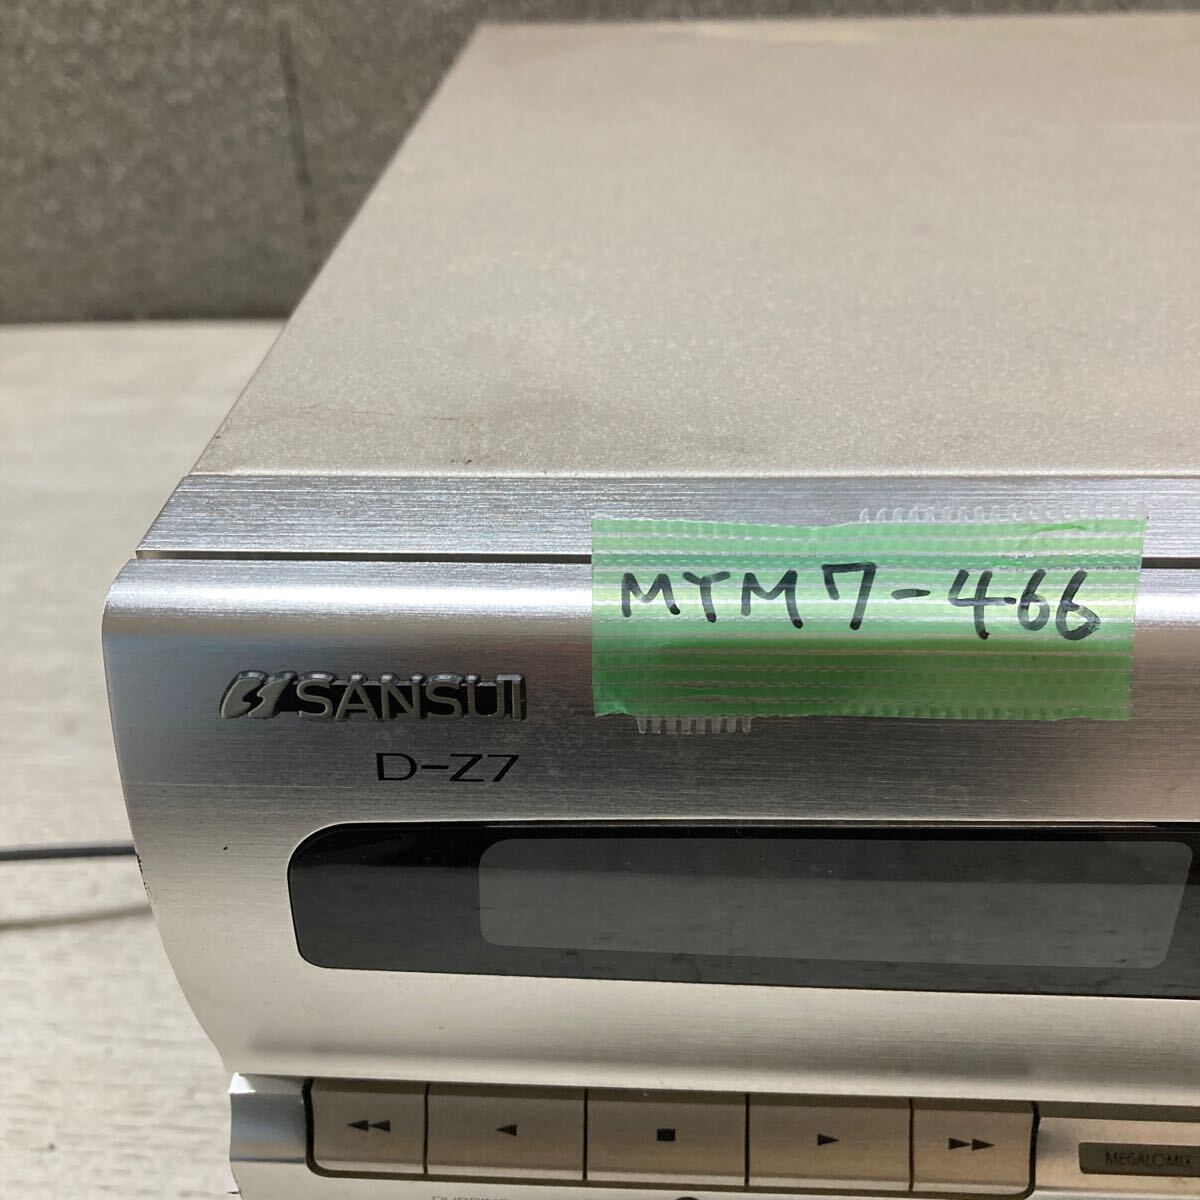 MTM7-466
SANSUI
D-Z7
MEGALOMIX